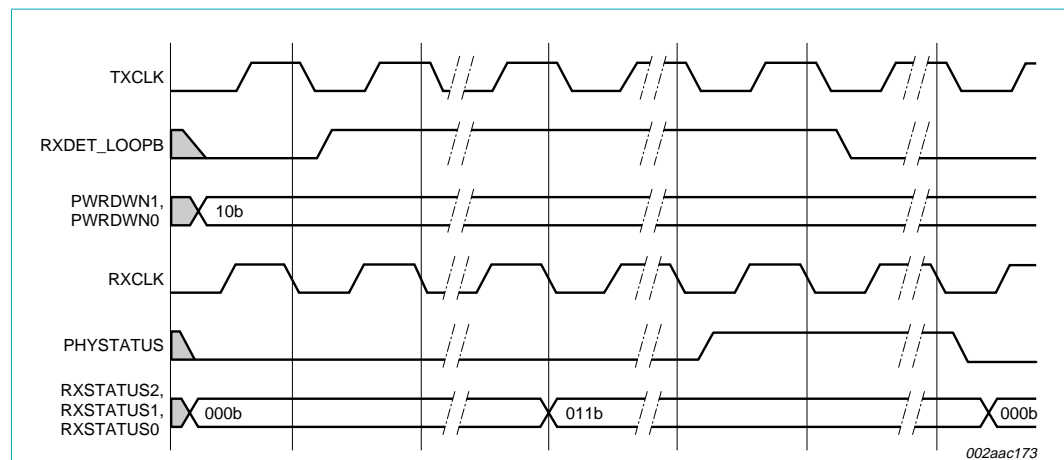 TXCLK
RXDET_LOOPB
PWRDWN1,
PWRDWN0
10b
RXCLK
PHYSTATUS
RXSTATUS2,
RXSTATUS1,
RXSTATUS0
000b
011b
000b
002aac173